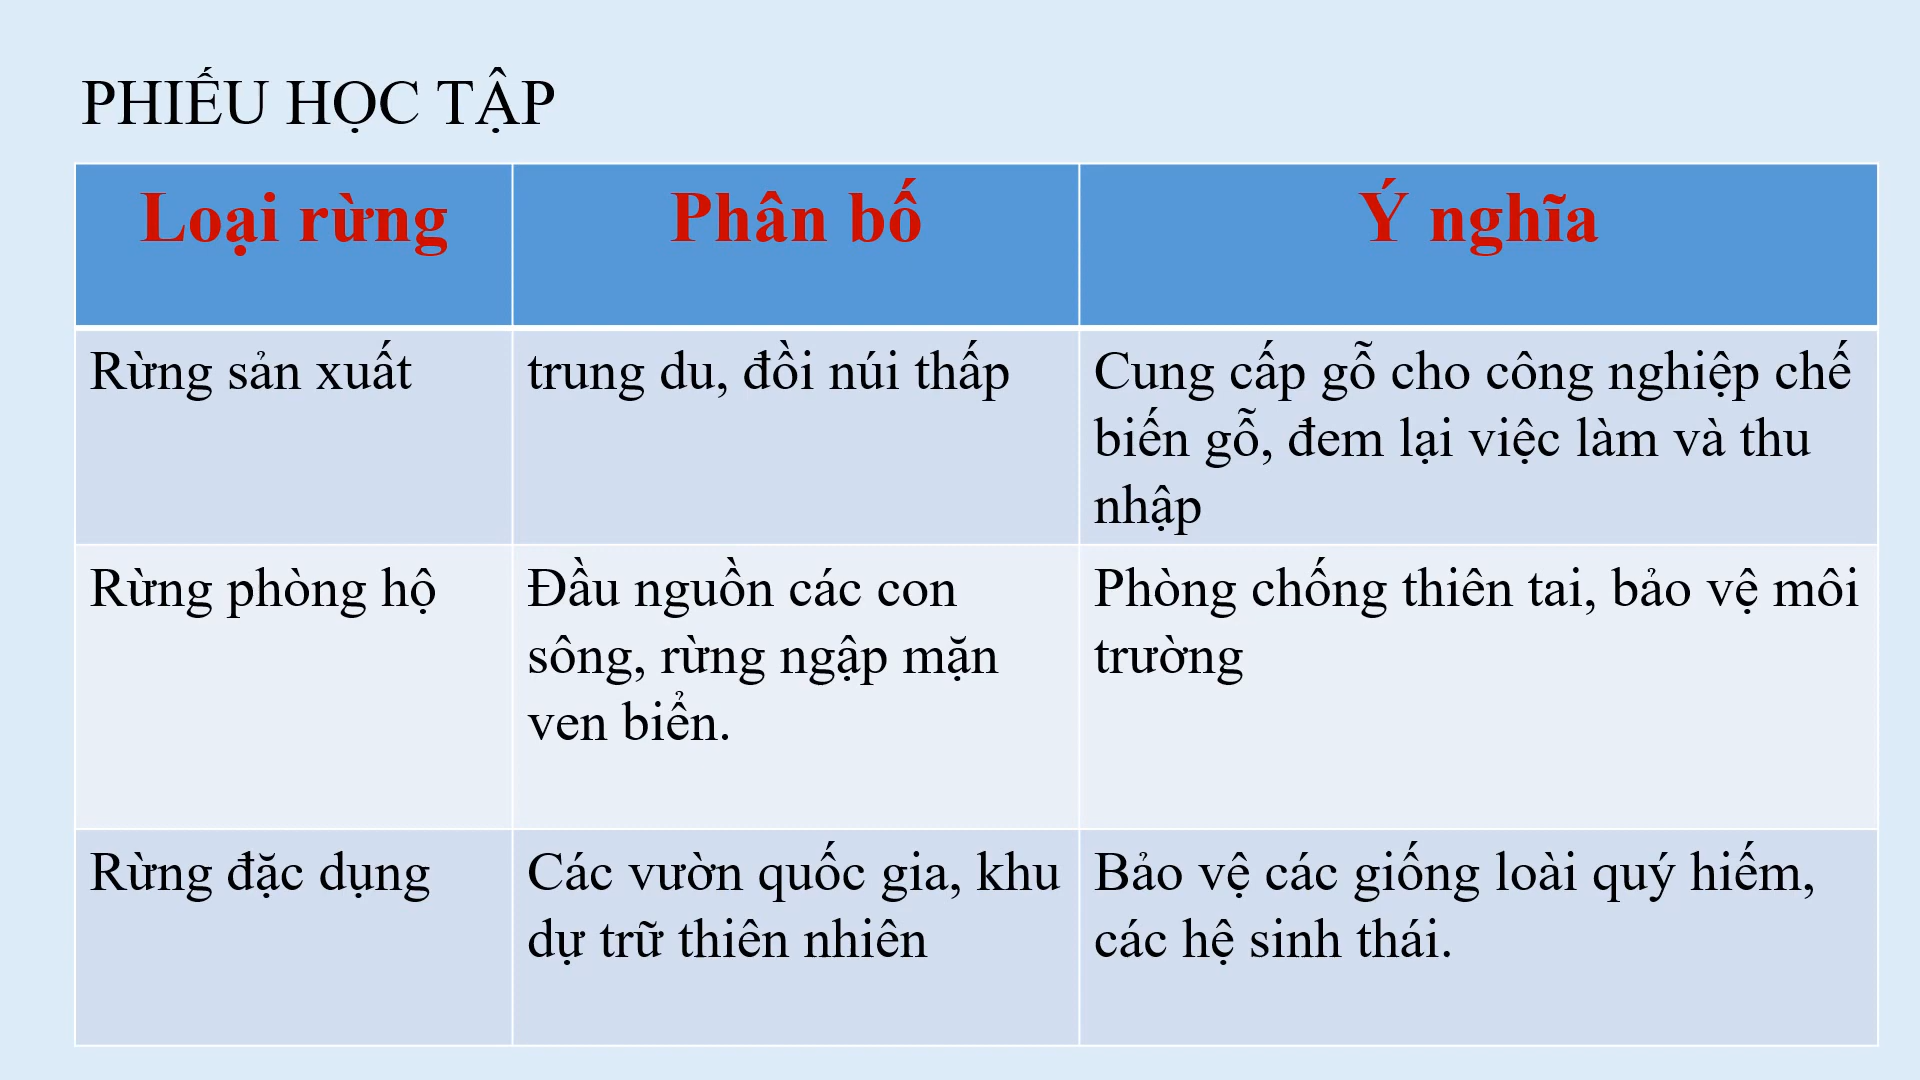 PHIẾU HỌC TẬP
Loại rừng
Phân bố
Ý nghĩa
Rừng sản xuất
trung du, đồi núi thấp
Cung cấp gỗ cho công nghiệp chế
biến gỗ, đem lại việc làm và thu
nhập
Rừng phòng hộ
Đầu nguồn các con
sông, rừng ngập mặn
ven biển.
Phòng chống thiên tai, bảo vệ môi
trường
Rừng đặc dụng
Các vườn quốc gia, khu
dự trữ thiên nhiên
Bảo vệ các giống loài quý hiếm,
các hệ sinh thái.